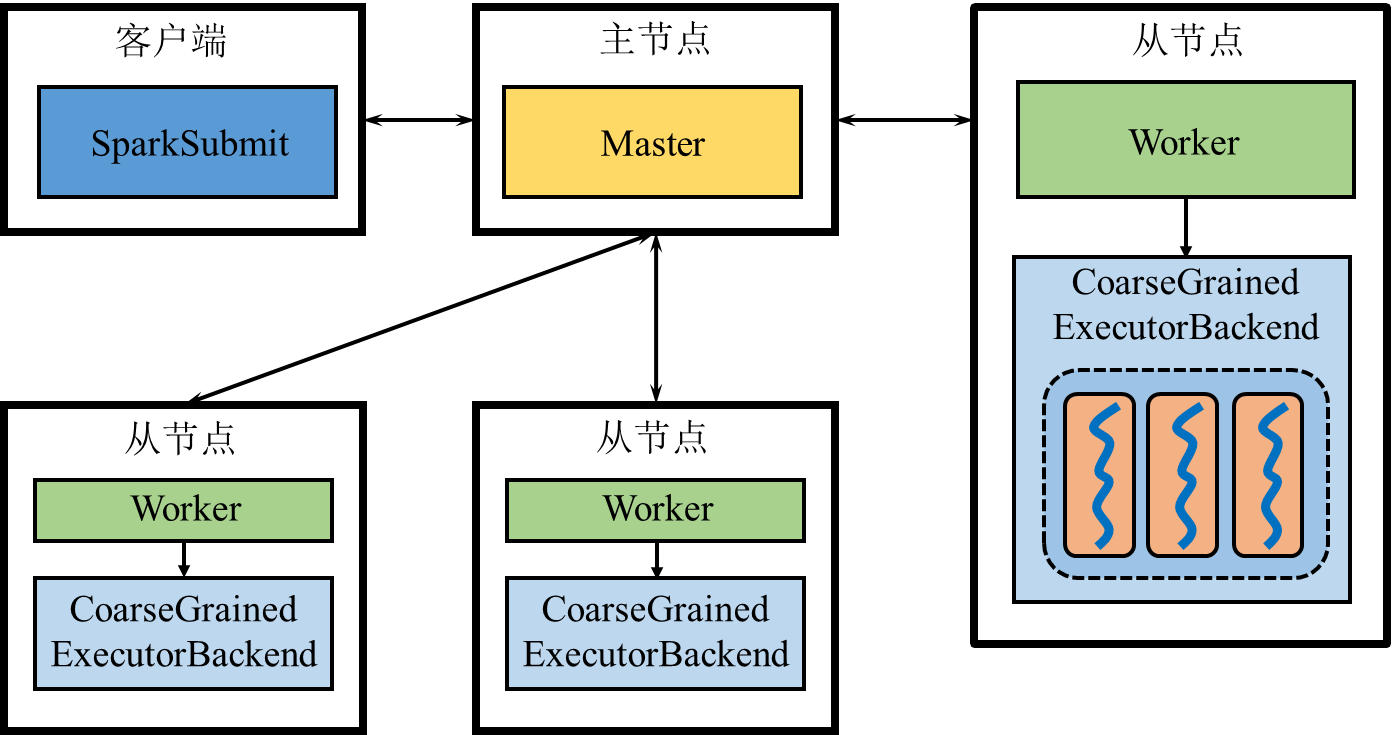 客户端
SparkSubmit
主节点
Master
从节点
Worker
CoarseGrained
ExecutorBackend
从节点
Worker
CoarseGrained
ExecutorBackend
从节点
Worker
CoarseGrained
ExecutorBackend